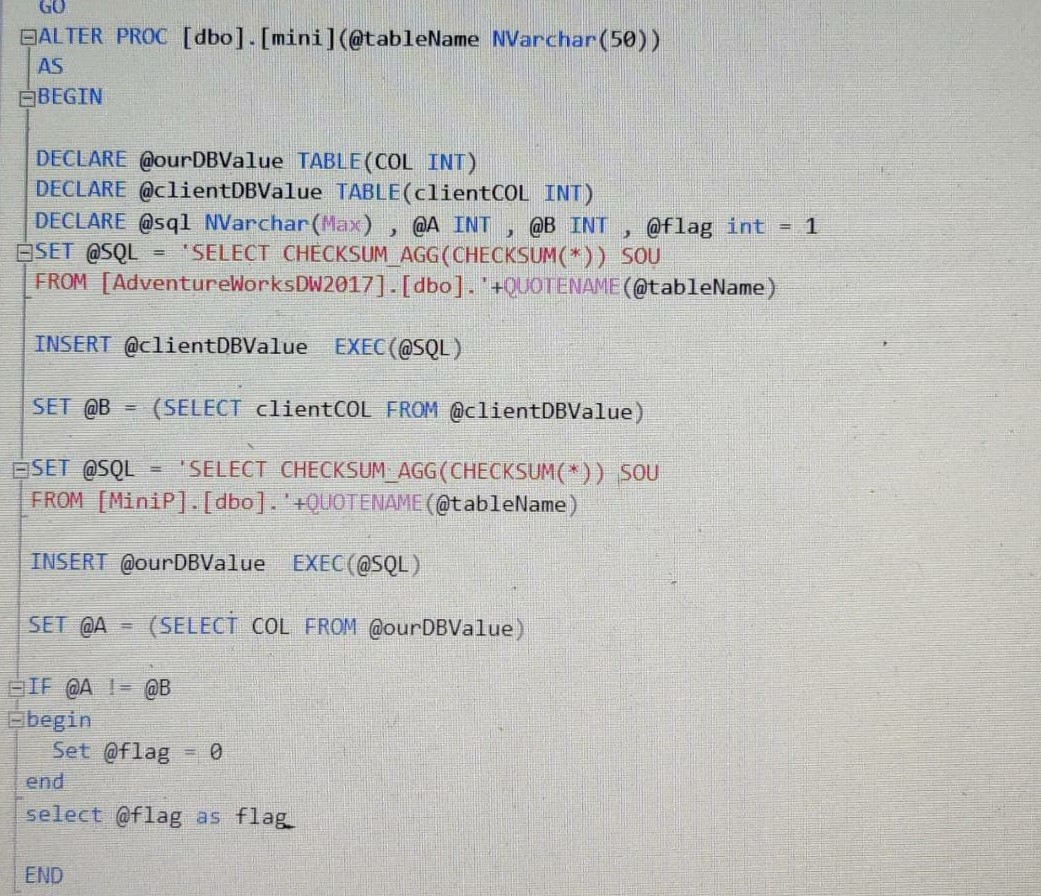 GO
ALTER PROC [dbo].[mini](@tableName NVarchar(50))
AS
BEGIN
DECLARE @ourDBValue TABLE(COL INT)
DECLARE @clientDBValue TABLE(clientCOL INT)
DECLARE @sql NVarchar(Max) , @A INT , @B INT , @flag int = 1
SET @SQL = 'SELECT CHECKSUM_AGG(CHECKSUM(*)) SOU
FROM [AdventureWorksDW2017].[dbo].'+QUOTENAME(@tableName)
INSERT @clientDBValue EXEC(@SQL)
SET @B = (SELECT clientCOL FROM @clientDBValue)
SET @SQL = 'SELECT CHECKSUM_AGG(CHECKSUM(*)) SOU
FROM [MiniP].[dbo].'+QUOTENAME(@tableName)
INSERT @ourDBValue EXEC(@SQL)
SET @A = (SELECT COL FROM @ourDBValue)
IF @A != @B
begin
Set @flag = 0
end
select @flag as flag
END